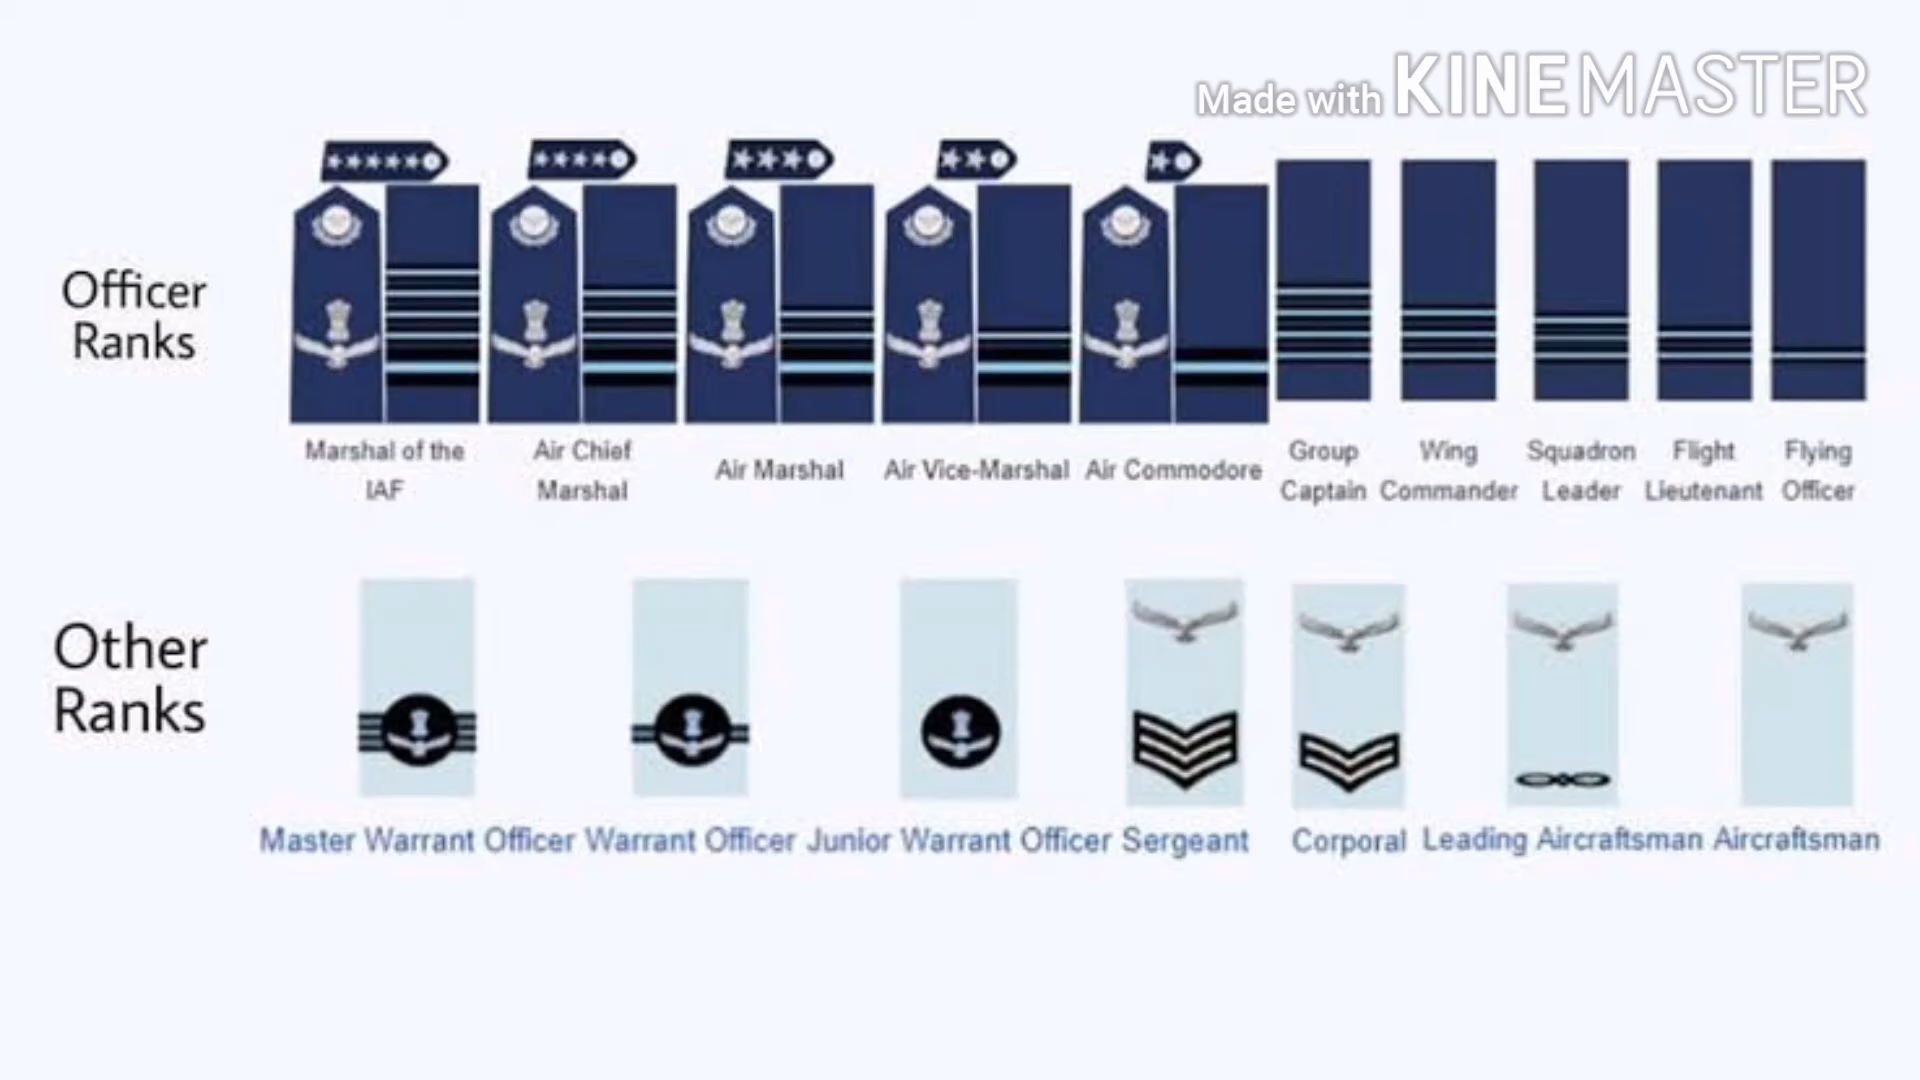 Made with KINEMASTER
Officer
Ranks
Marshal of the
IAF
Air Chief
Marshal
Air Marshal
Air Vice-Marshal
Air Commodore
Group
Captain
Wing
Commander
Squadron
Leader
Flight
Lieutenant
Flying
Officer
Other
Ranks
Master Warrant Officer
Warrant Officer
Junior Warrant Officer
Sergeant
Corporal
Leading Aircraftsman
Aircraftsman